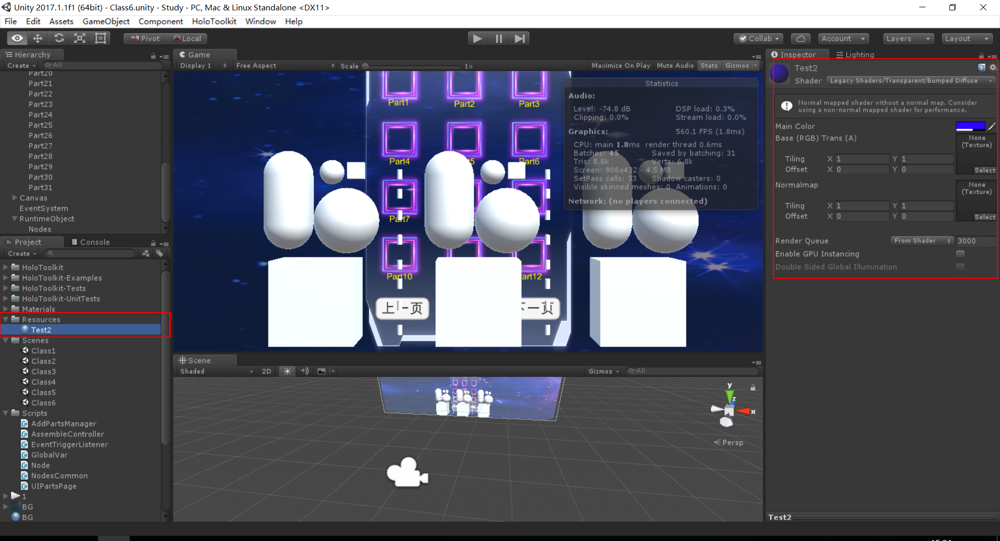 Unity 2017.1.1f1 (64bit) - Class6.unity - Study - PC, Mac & Linux Standalone <DX11>
File Edit Assets GameObject Component HoloToolkit Window Help
Pivot Local Collab Account Layers Layout
Hierarchy
Create All
Part20
Part21
Part22
Part23
Part24
Part25
Part26
Part27
Part28
Part29
Part30
Part31
Canvas
EventSystem
RuntimeObject
Nodes
Project Console
Create
HoloToolkit
HoloToolkit-Examples
HoloToolkit-Tests
HoloToolkit-UnitTests
Materials
Resources
Test2
Scenes
Class1
Class2
Class3
Class4
Class5
Class6
Scripts
AddPartsManager
AssembleController
EventTriggerListener
GlobalVar
Node
NodesCommon
UIPartsPage
1
BG
BG
Game
Display 1 Free Aspect Scale 1x Maximize On Play Mute Audio Stats Gizmos
Part1 Part2 Part3
Part4 5 Part6
Part7
Part10 art12
上一页 下一页
Statistics
Audio:
Level: -74.8 dB DSP load: 0.3%
Clipping: 0.0% Stream load: 0.0%
Graphics: 560.1 FPS (1.8ms)
CPU: main 1.8ms render thread 0.6ms
Batches: 45 Saved by batching: 31
Tris: 8.8k Verts: 6.8k
Screen: 906x432 - 4.5 MB
SetPass calls: 33 Shadow casters: 0
Visible skinned meshes: 0 Animations: 0
Network: (no players connected)
Scene
Shaded 2D Gizmos All
y
z
x
Persp
Inspector Lighting
Test2
Shader Legacy Shaders/Transparent/Bumped Diffuse
Normal mapped shader without a normal map. Consider
using a non-normal mapped shader for performance.
Main Color
Base (RGB) Trans (A) None
(Texture)
Tiling X 1 Y 1
Offset X 0 Y 0
Select
Normalmap None
(Texture)
Tiling X 1 Y 1
Offset X 0 Y 0
Select
Render Queue From Shader 3000
Enable GPU Instancing
Double Sided Global Illumination
Test2